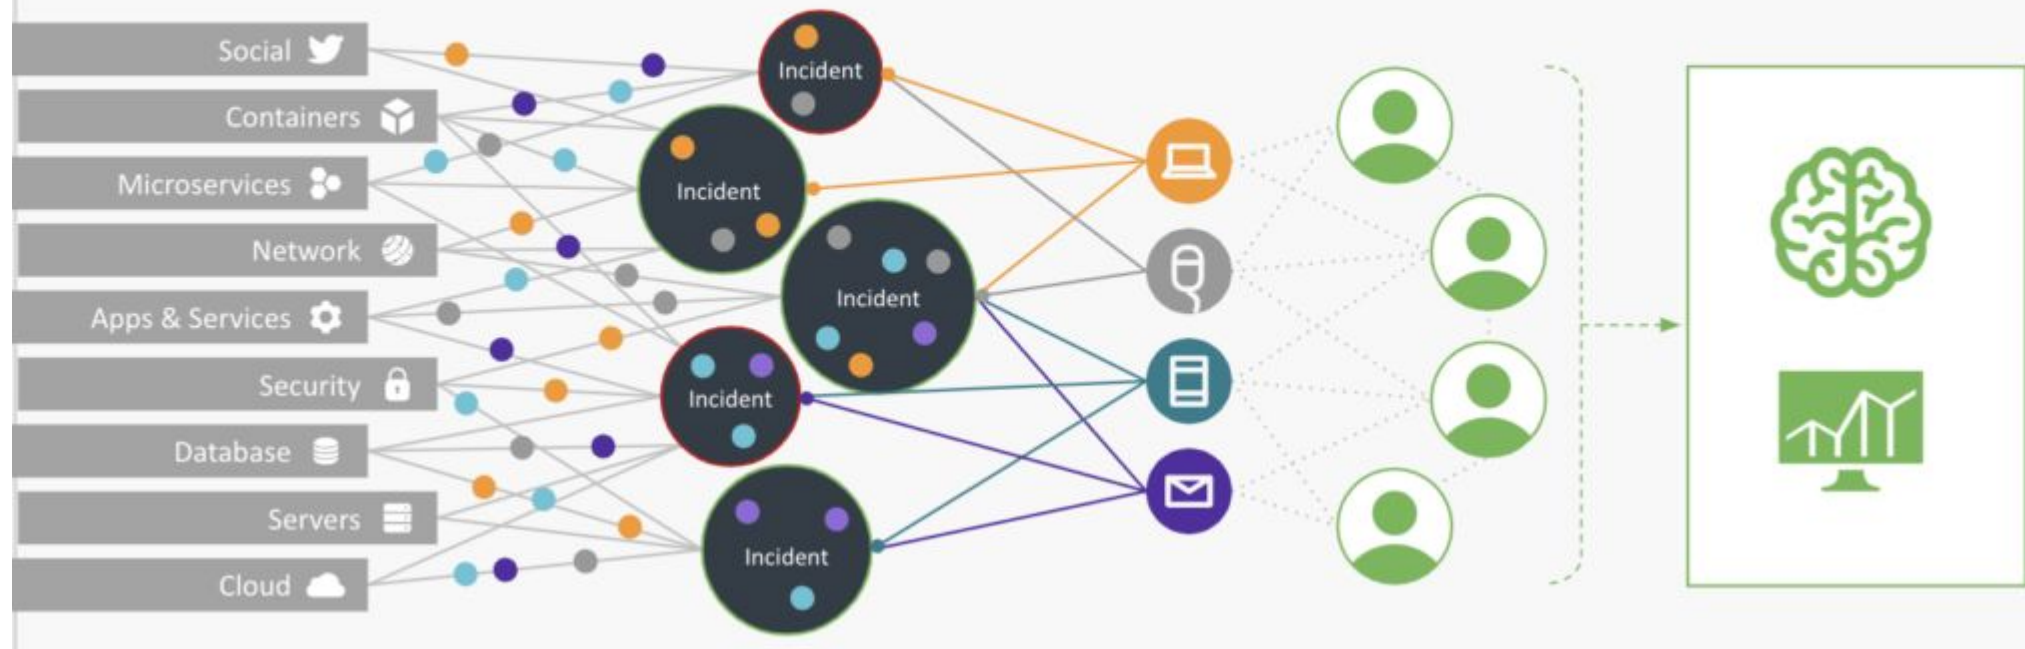 Social
Containers
Microservices
Network
Apps & Services
Security
Database
Servers
Cloud
Incident
Incident
Incident
Incident
Incident